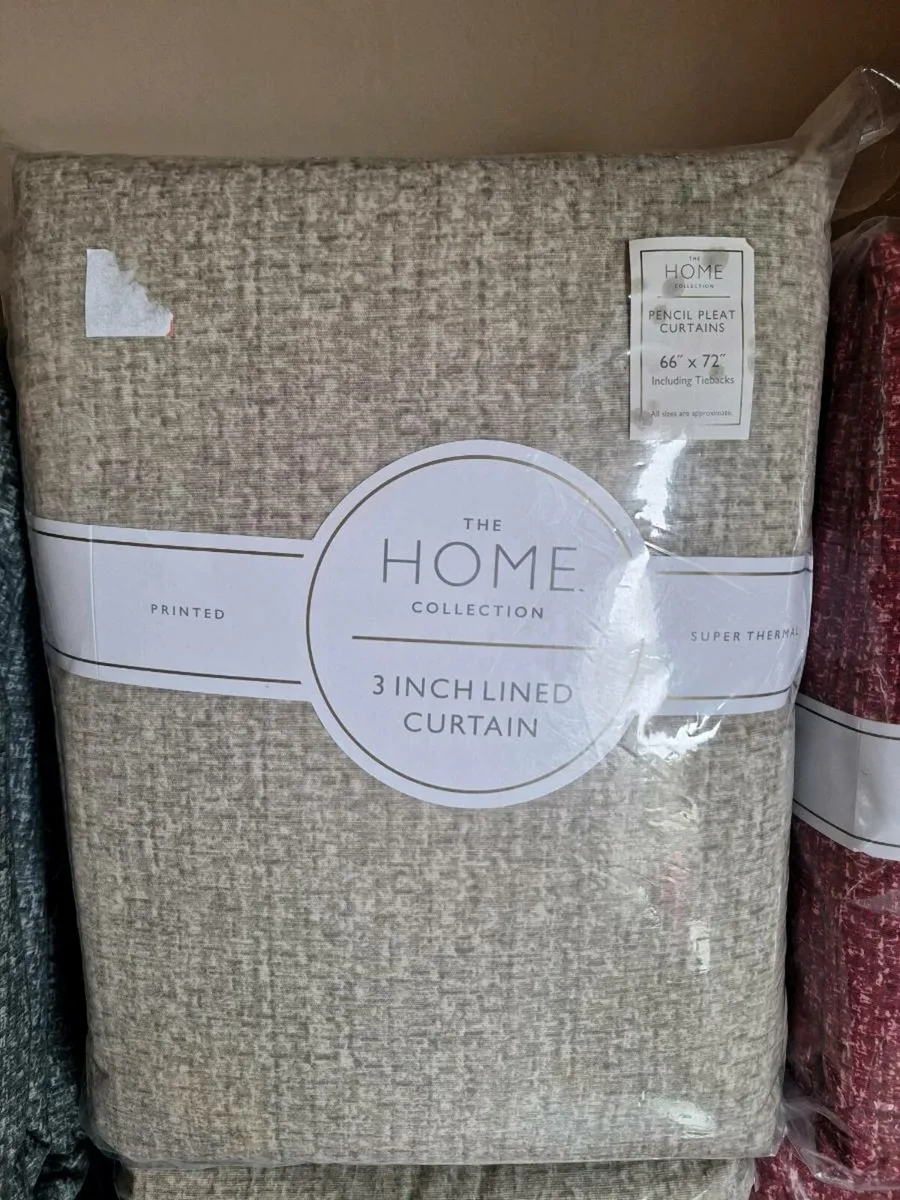 THE
HOME
COLLECTION
PENCIL PLEAT
CURTAINS
66" x 72"
Including Tiebacks
All sizes are approximate.
THE
HOME
COLLECTION
3 INCH LINED
CURTAIN
PRINTED
SUPER THERMAL